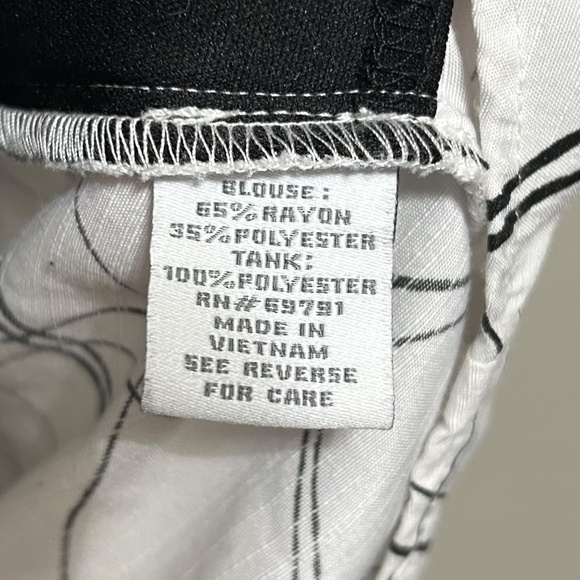 BLOUSE:
65% RAYON
35% POLYESTER
TANK:
100% POLYESTER
RN# 69791
MADE IN
VIETNAM
SEE REVERSE
FOR CARE